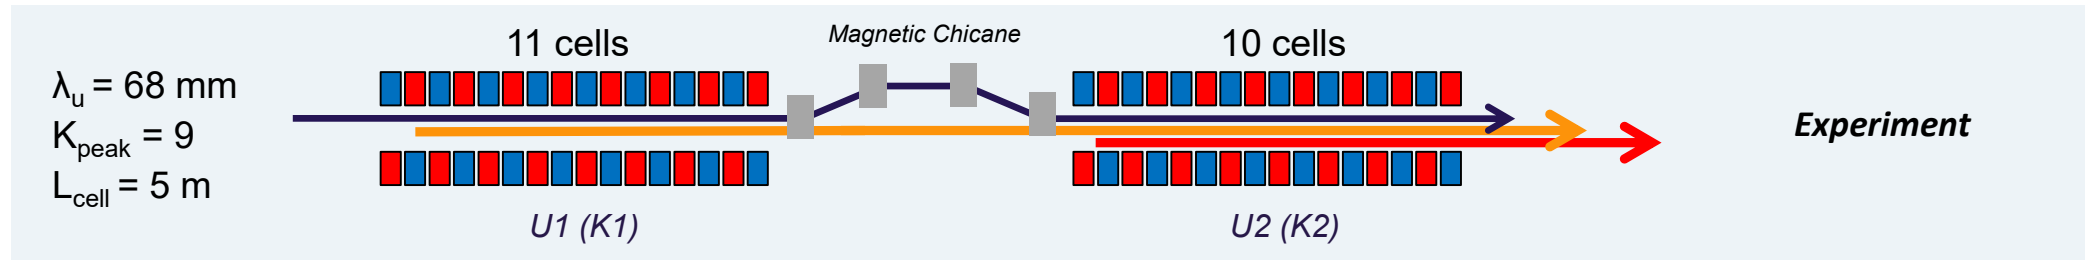 11 cells
Magnetic Chicane
10 cells
λu = 68 mm
Kpeak = 9
Lcell = 5 m
Experiment
U1 (K1)
U2 (K2)